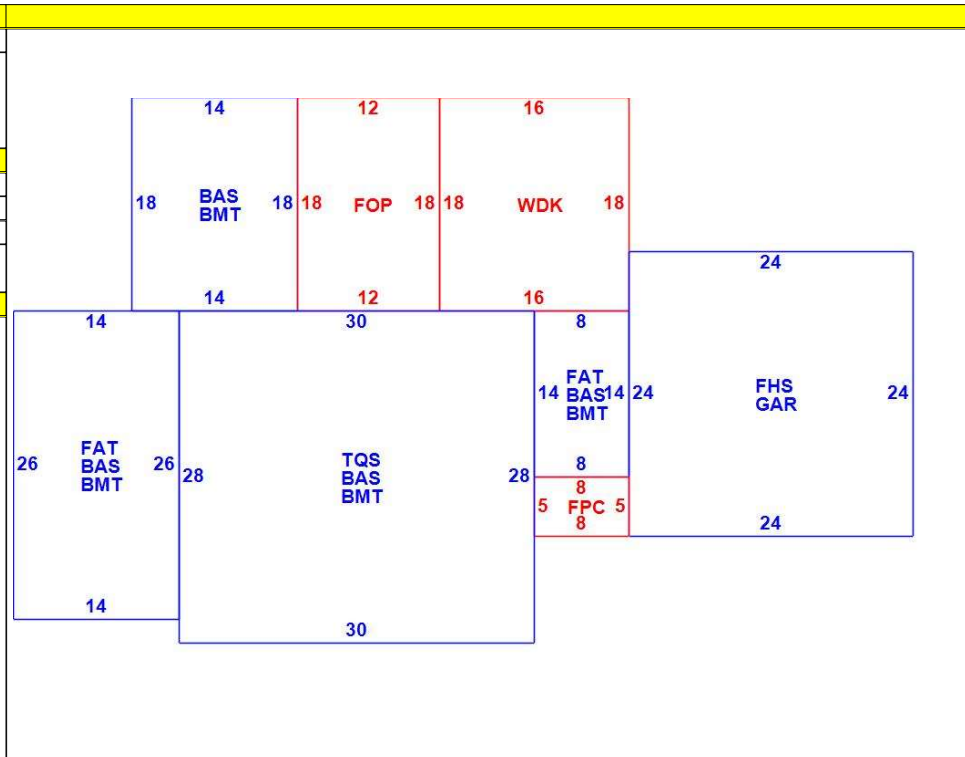 14 12 16
18 BAS 18 18 FOP 18 18 WDK 18
BMT
14 12 16
24
14 30 8
14 FAT 14 24 FHS 24
BAS GAR
BMT
26 FAT 26 28 TQS 28 8
BAS BAS 8
BMT BMT 5 FPC 5
8 24
14
30